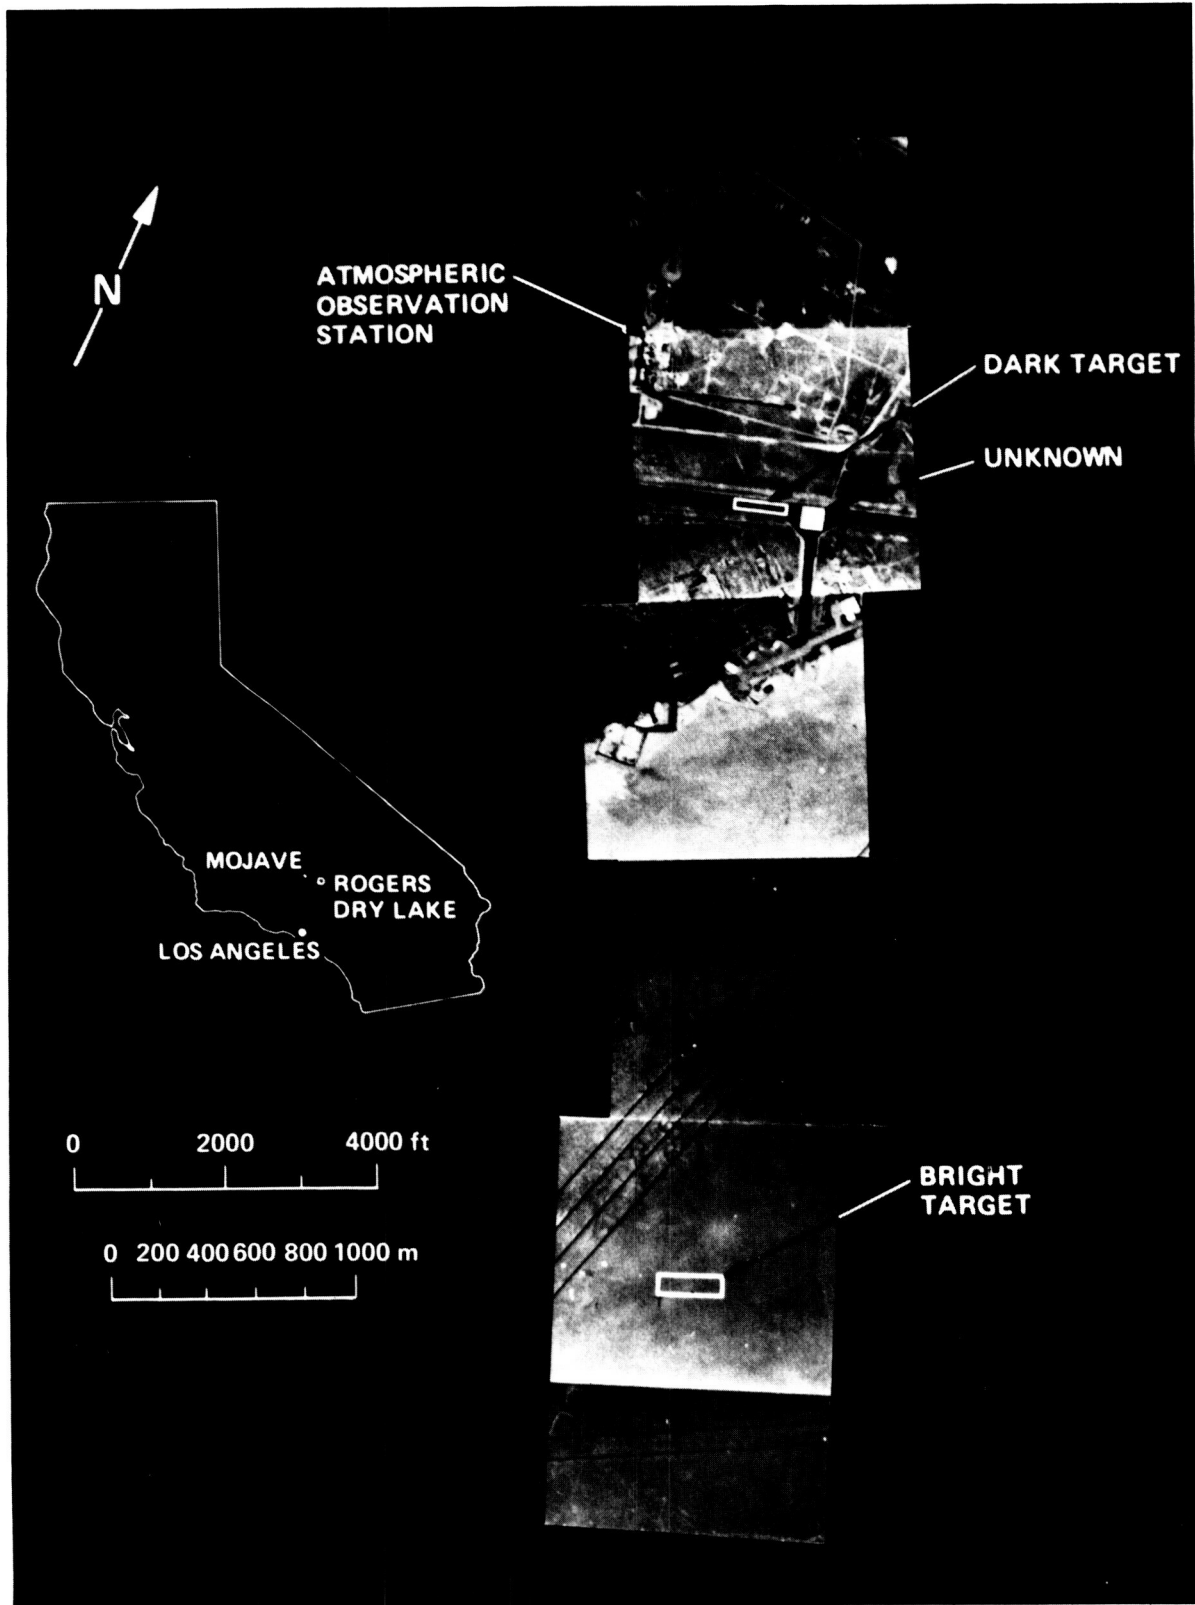 N
ATMOSPHERIC
OBSERVATION
STATION
DARK TARGET
UNKNOWN
MOJAVE
ROGERS
DRY LAKE
LOS ANGELES
0 2000 4000 ft
0 200 400 600 800 1000 m
BRIGHT
TARGET